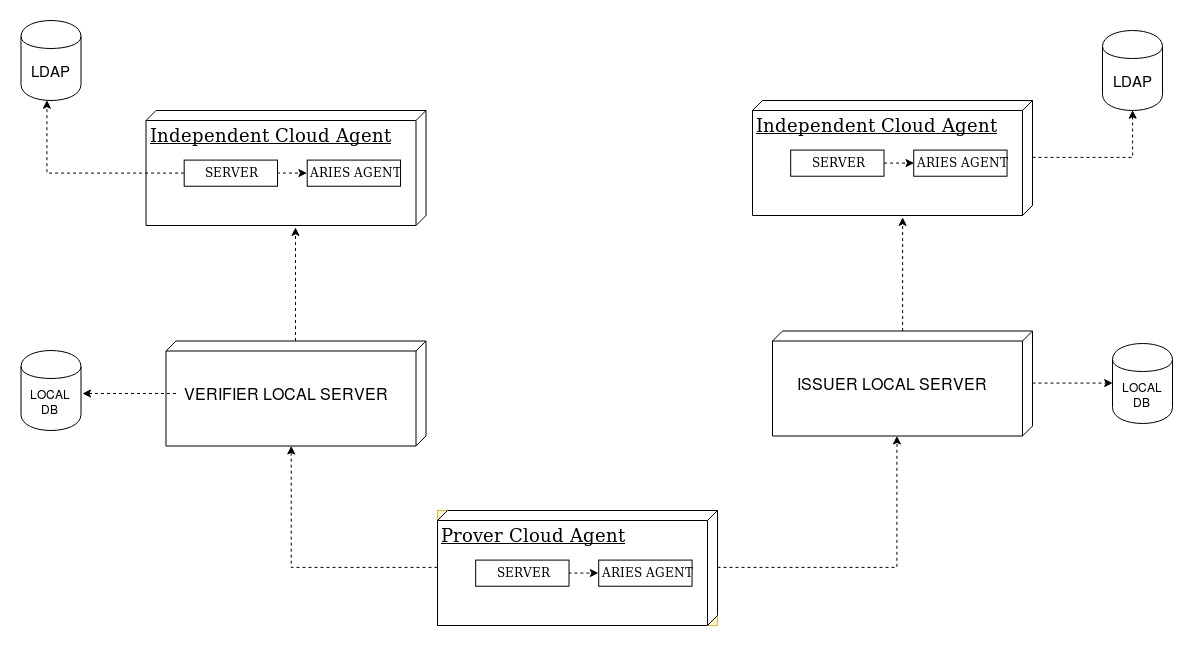 LDAP
LDAP
Independent Cloud Agent
SERVER
ARIES AGENT
Independent Cloud Agent
SERVER
ARIES AGENT
LOCAL
DB
VERIFIER LOCAL SERVER
ISSUER LOCAL SERVER
LOCAL
DB
Prover Cloud Agent
SERVER
ARIES AGENT